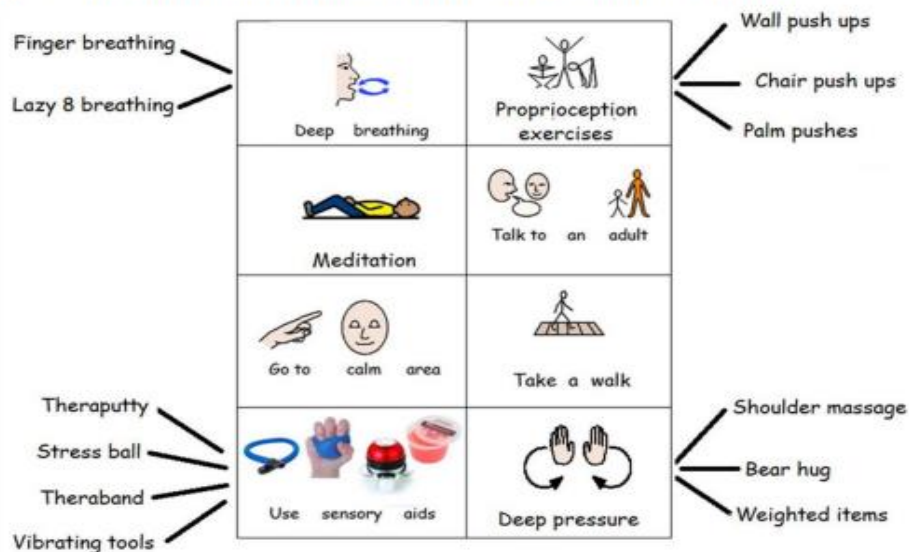 Finger breathing
Lazy 8 breathing
Deep breathing
Proprioception
exercises
Wall push ups
Chair push ups
Palm pushes
Meditation
Talk to an adult
Go to calm area
Take a walk
Theraputty
Stress ball
Theraband
Vibrating tools
Use sensory aids
Deep pressure
Shoulder massage
Bear hug
Weighted items